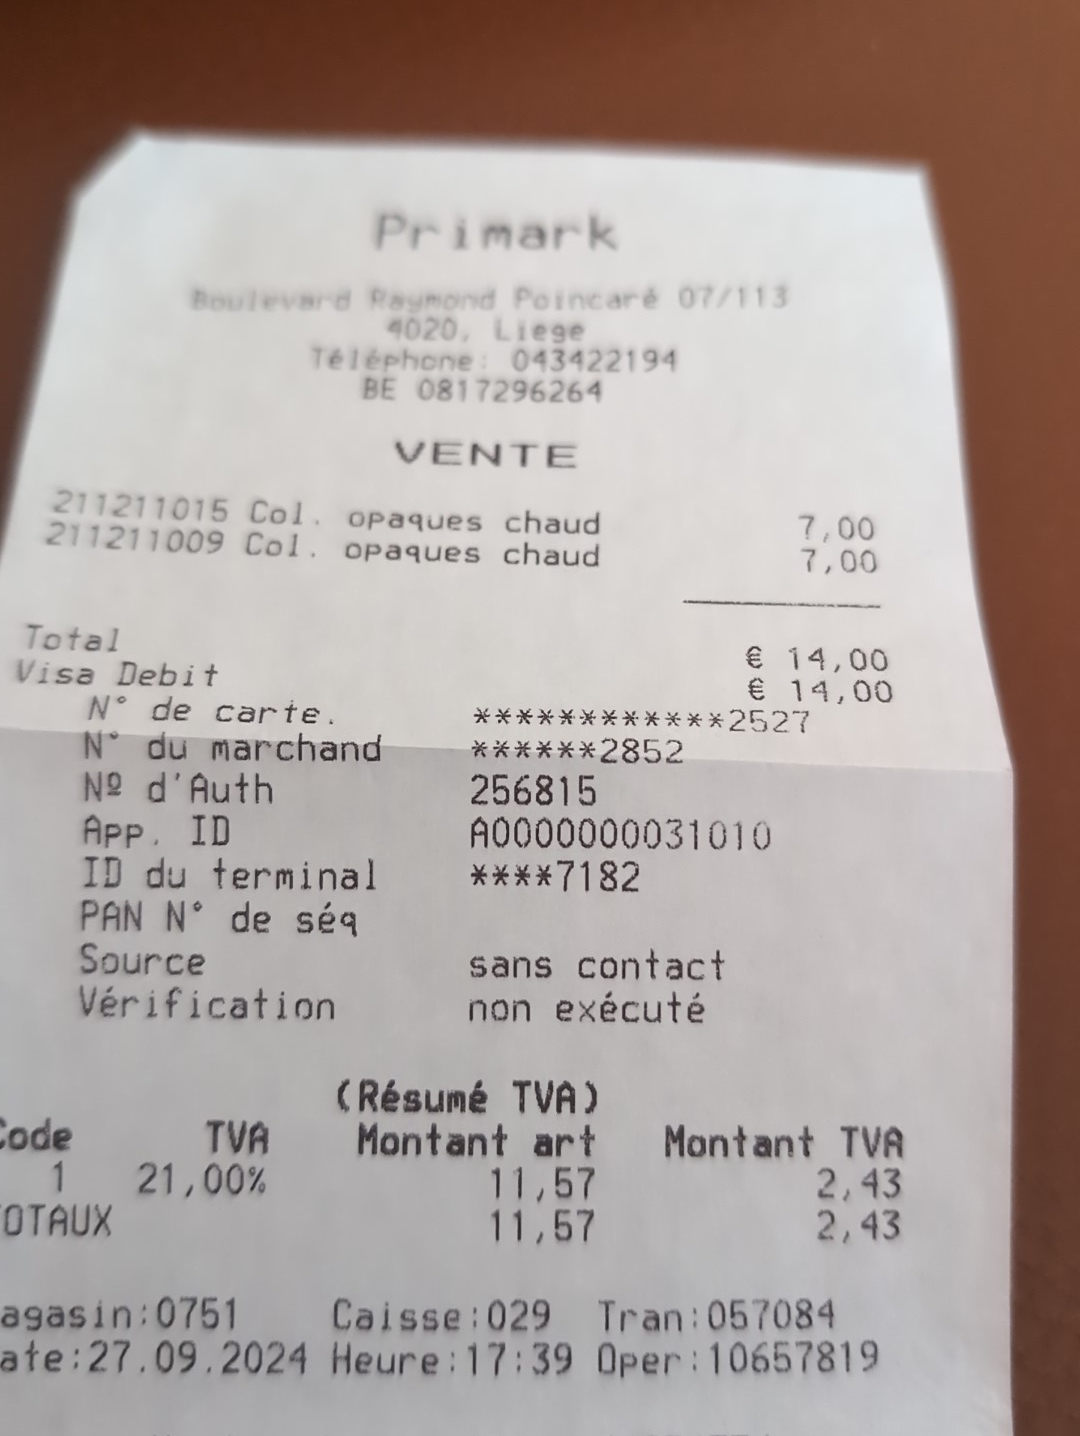 Primark
Boulevard Raymond Poincaré 07/113
4020, Liege
Téléphone: 043422194
BE 0817296264
VENTE
211211015 Col. opaques chaud 7,00
211211009 Col. opaques chaud 7,00
Total € 14,00
Visa Debit € 14,00
N° de carte. ************2527
N° du marchand ******2852
Nº d'Auth 256815
App. ID A0000000031010
ID du terminal ****7182
PAN N° de séq
Source sans contact
Vérification non exécuté
(Résumé TVA)
Code TVA Montant art Montant TVA
1 21,00% 11,57 2,43
OTAUX 11,57 2,43
agasin:0751 Caisse:029 Tran:057084
ate:27.09.2024 Heure:17:39 Oper:10657819